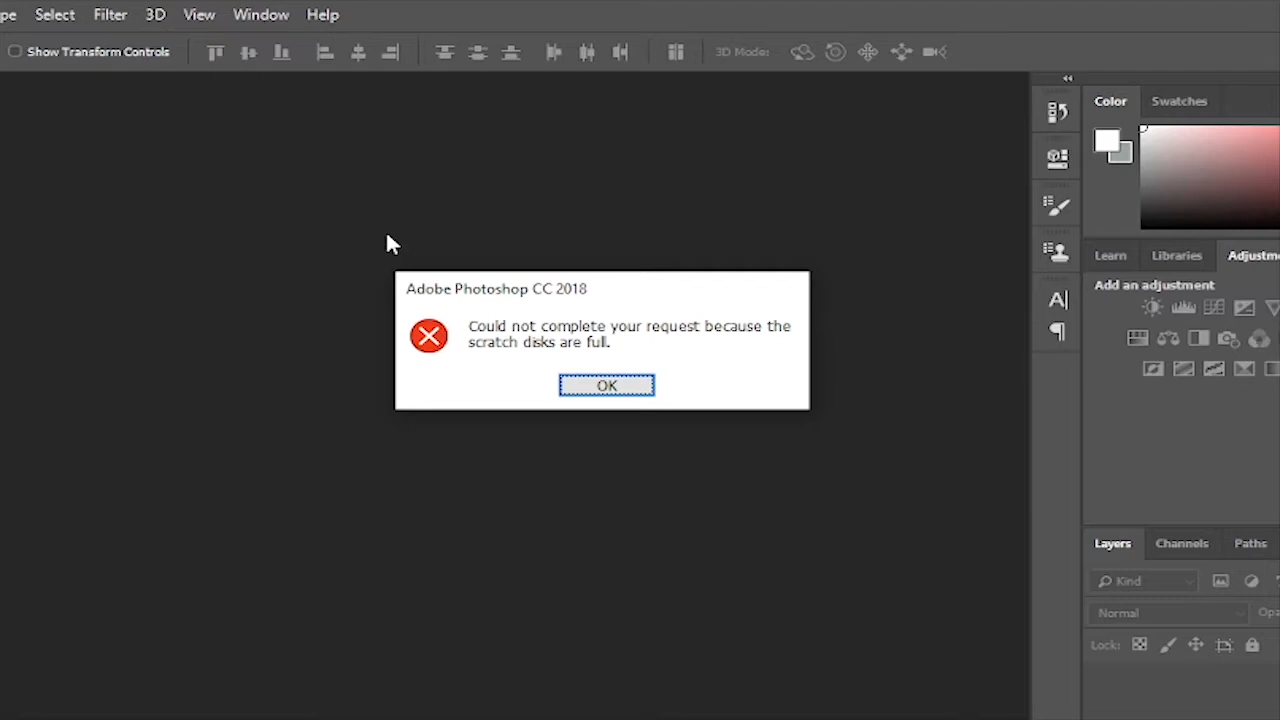 pe Select Filter 3D View Window Help
Show Transform Controls 3D Mode:
Color Swatches
Adobe Photoshop CC 2018
Could not complete your request because the
scratch disks are full.
OK
Learn Libraries Adjustme
Add an adjustment
A
Layers Channels Paths
Kind
Normal Opa
Lock: